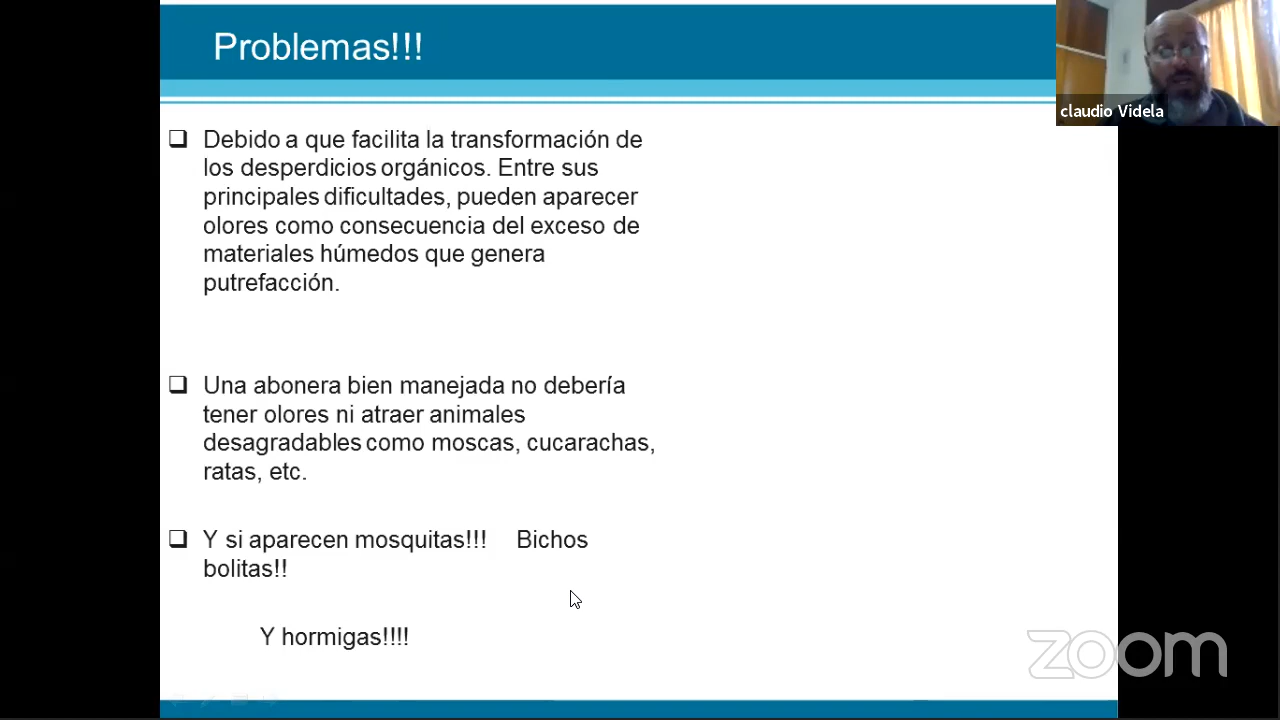 Problemas!!!
claudio Videla
❑ Debido a que facilita la transformación de
los desperdicios orgánicos. Entre sus
principales dificultades, pueden aparecer
olores como consecuencia del exceso de
materiales húmedos que genera
putrefacción.
❑ Una abonera bien manejada no debería
tener olores ni atraer animales
desagradables como moscas, cucarachas,
ratas, etc.
❑ Y si aparecen mosquitas!!! Bichos
bolitas!!
Y hormigas!!!!
zoom